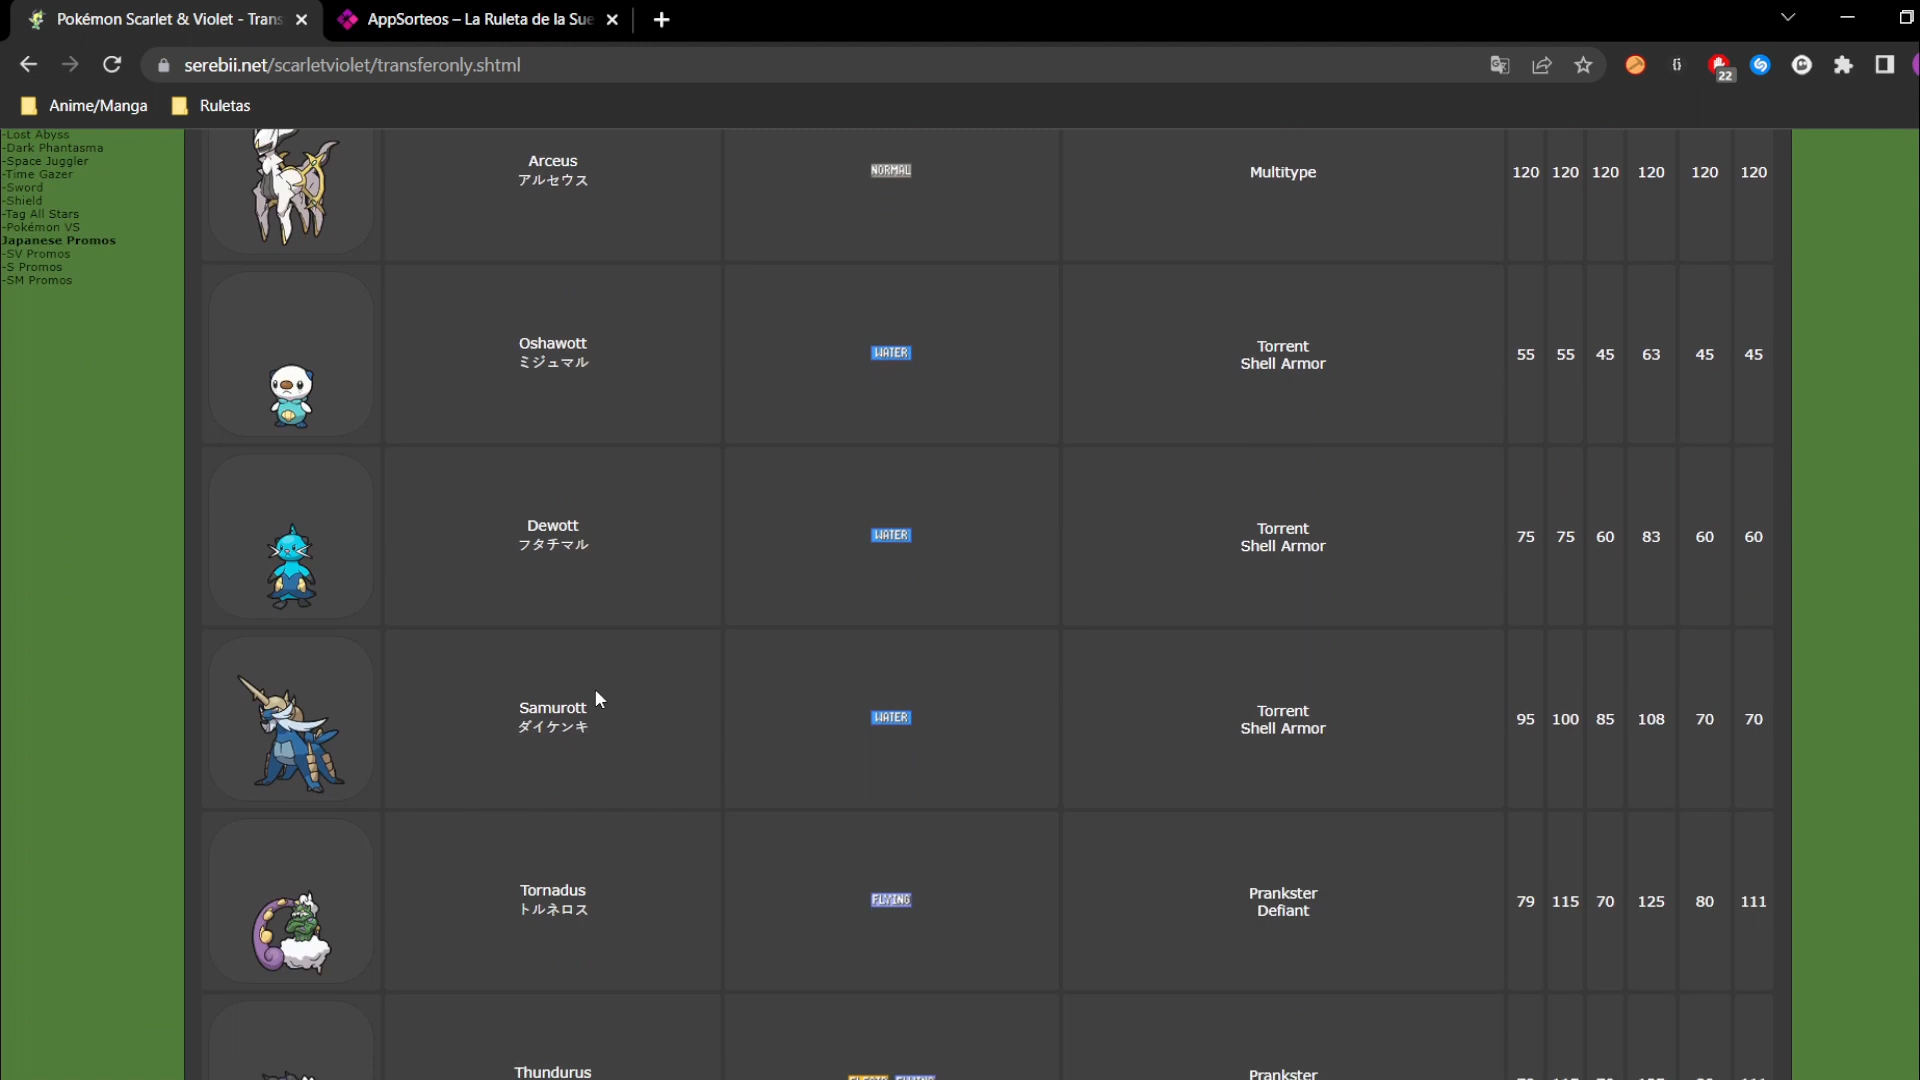 Pokémon Scarlet & Violet - Trans
AppSorteos – La Ruleta de la Sue
serebii.net/scarletviolet/transferonly.shtml
22
Anime/Manga
Ruletas
-Lost Abyss
-Dark Phantasma
-Space Juggler
-Time Gazer
-Sword
-Shield
-Tag All Stars
-Pokémon VS
Japanese Promos
-SV Promos
-S Promos
-SM Promos
Arceus
アルセウス
NORMAL
Multitype
120 120 120 120 120 120
Oshawott
ミジュマル
WATER
Torrent
Shell Armor
55 55 45 63 45 45
Dewott
フタチマル
WATER
Torrent
Shell Armor
75 75 60 83 60 60
Samurott
ダイケンキ
WATER
Torrent
Shell Armor
95 100 85 108 70 70
Tornadus
トルネロス
FLYING
Prankster
Defiant
79 115 70 125 80 111
Thundurus
Prankster